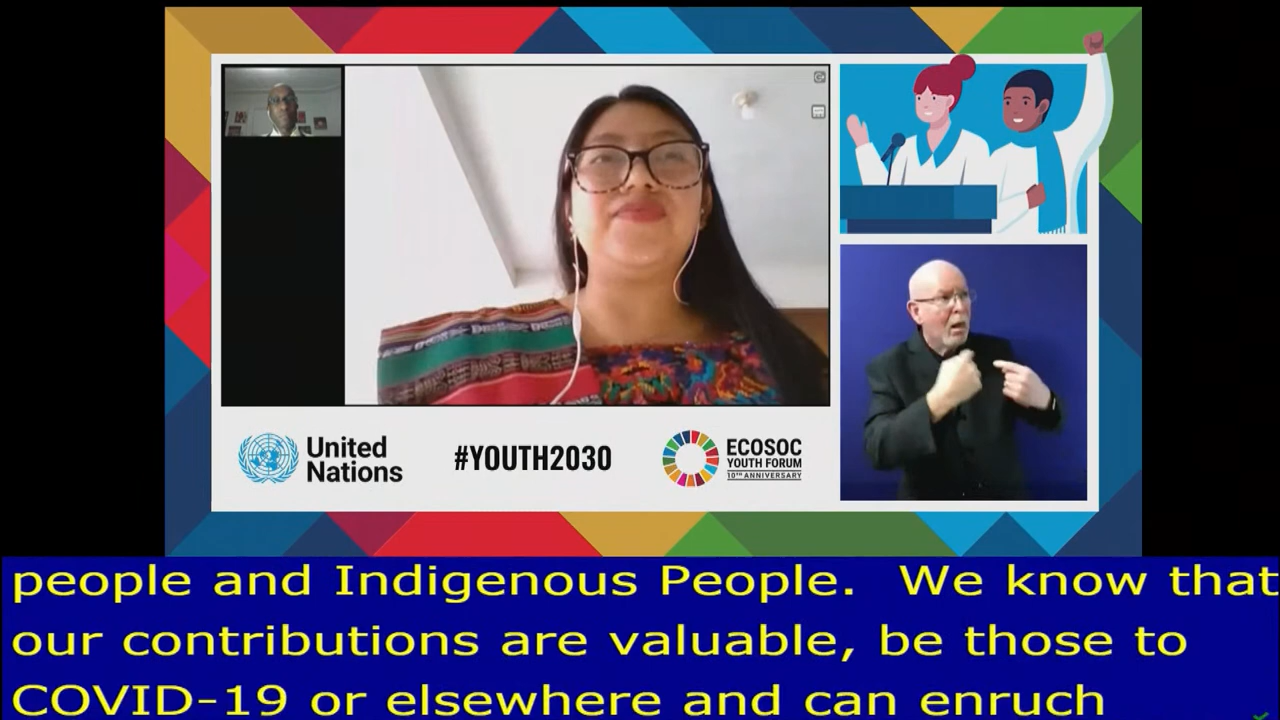 United
Nations
#YOUTH2030
ECOSOC
YOUTH FORUM
10TH ANNIVERSARY
people and Indigenous People. We know that
our contributions are valuable, be those to
COVID-19 or elsewhere and can enruch